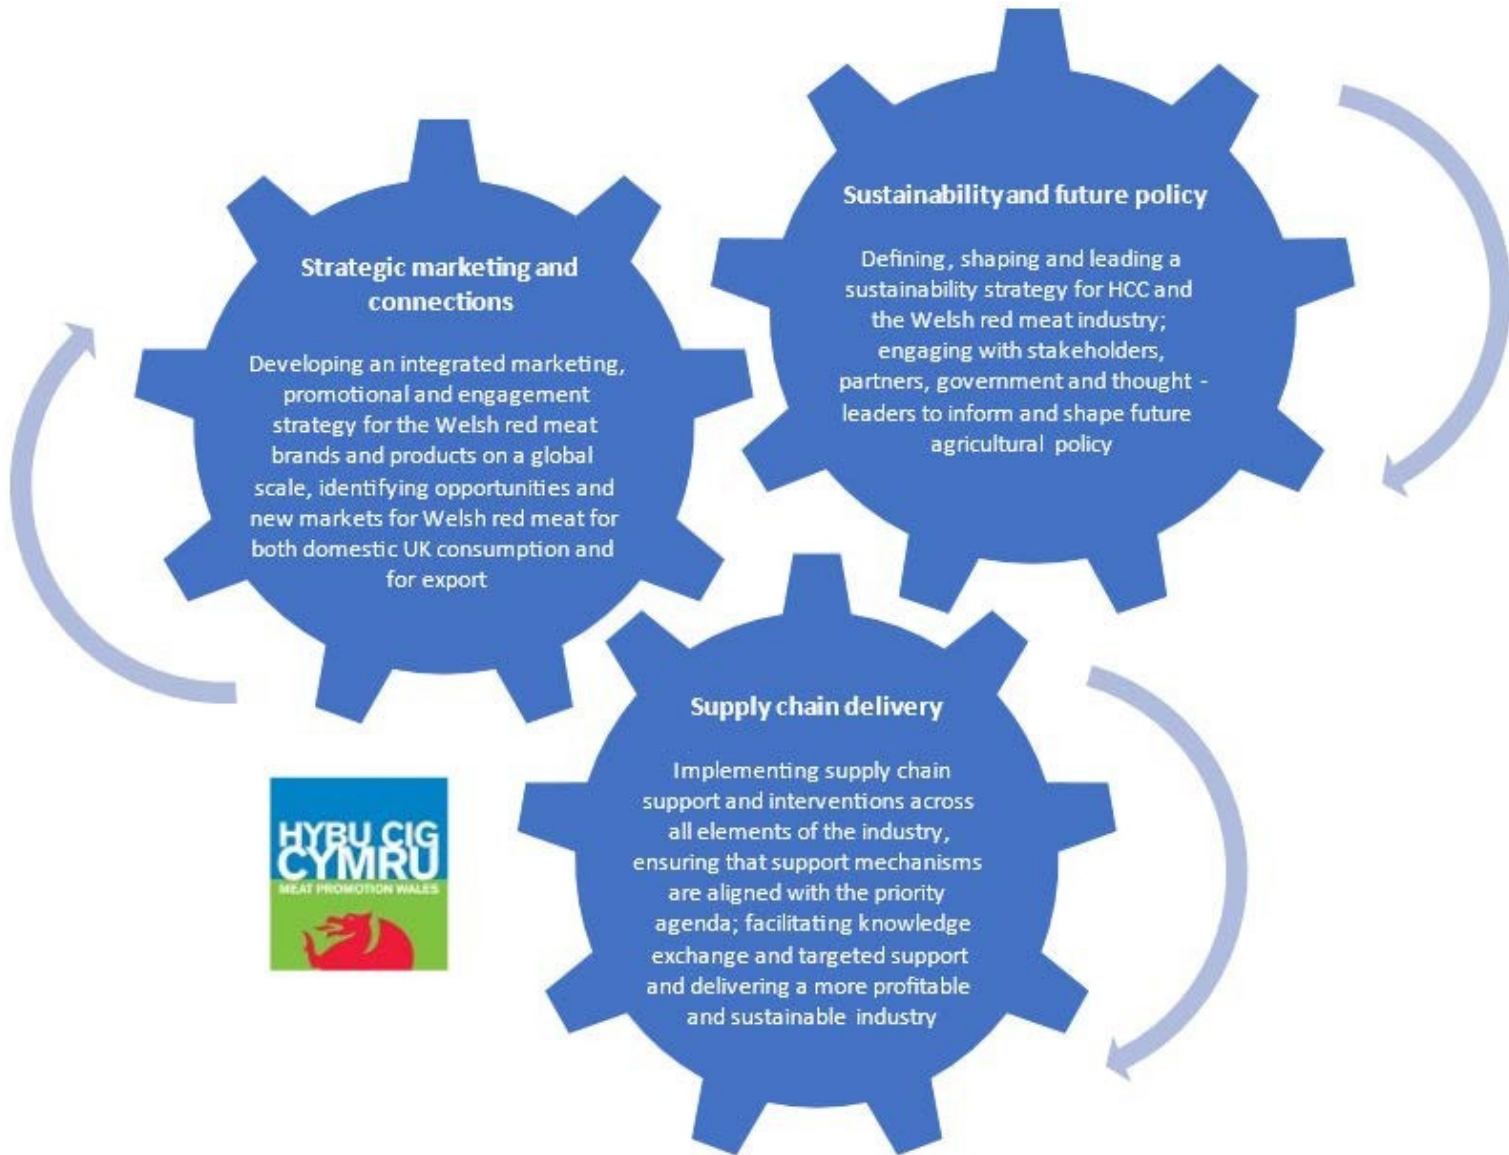 Strategic marketing and
connections
Developing an integrated marketing,
promotional and engagement
strategy for the Welsh red meat
brands and products on a global
scale, identifying opportunities and
new markets for Welsh red meat for
both domestic UK consumption and
for export
Sustainability and future policy
Defining, shaping and leading a
sustainability strategy for HCC and
the Welsh red meat industry;
engaging with stakeholders,
partners, government and thought -
leaders to inform and shape future
agricultural policy
Supply chain delivery
Implementing supply chain
support and interventions across
all elements of the industry,
ensuring that support mechanisms
are aligned with the priority
agenda; facilitating knowledge
exchange and targeted support
and delivering a more profitable
and sustainable industry
HYBU CIG
CYMRU
MEAT PROMOTION WALES